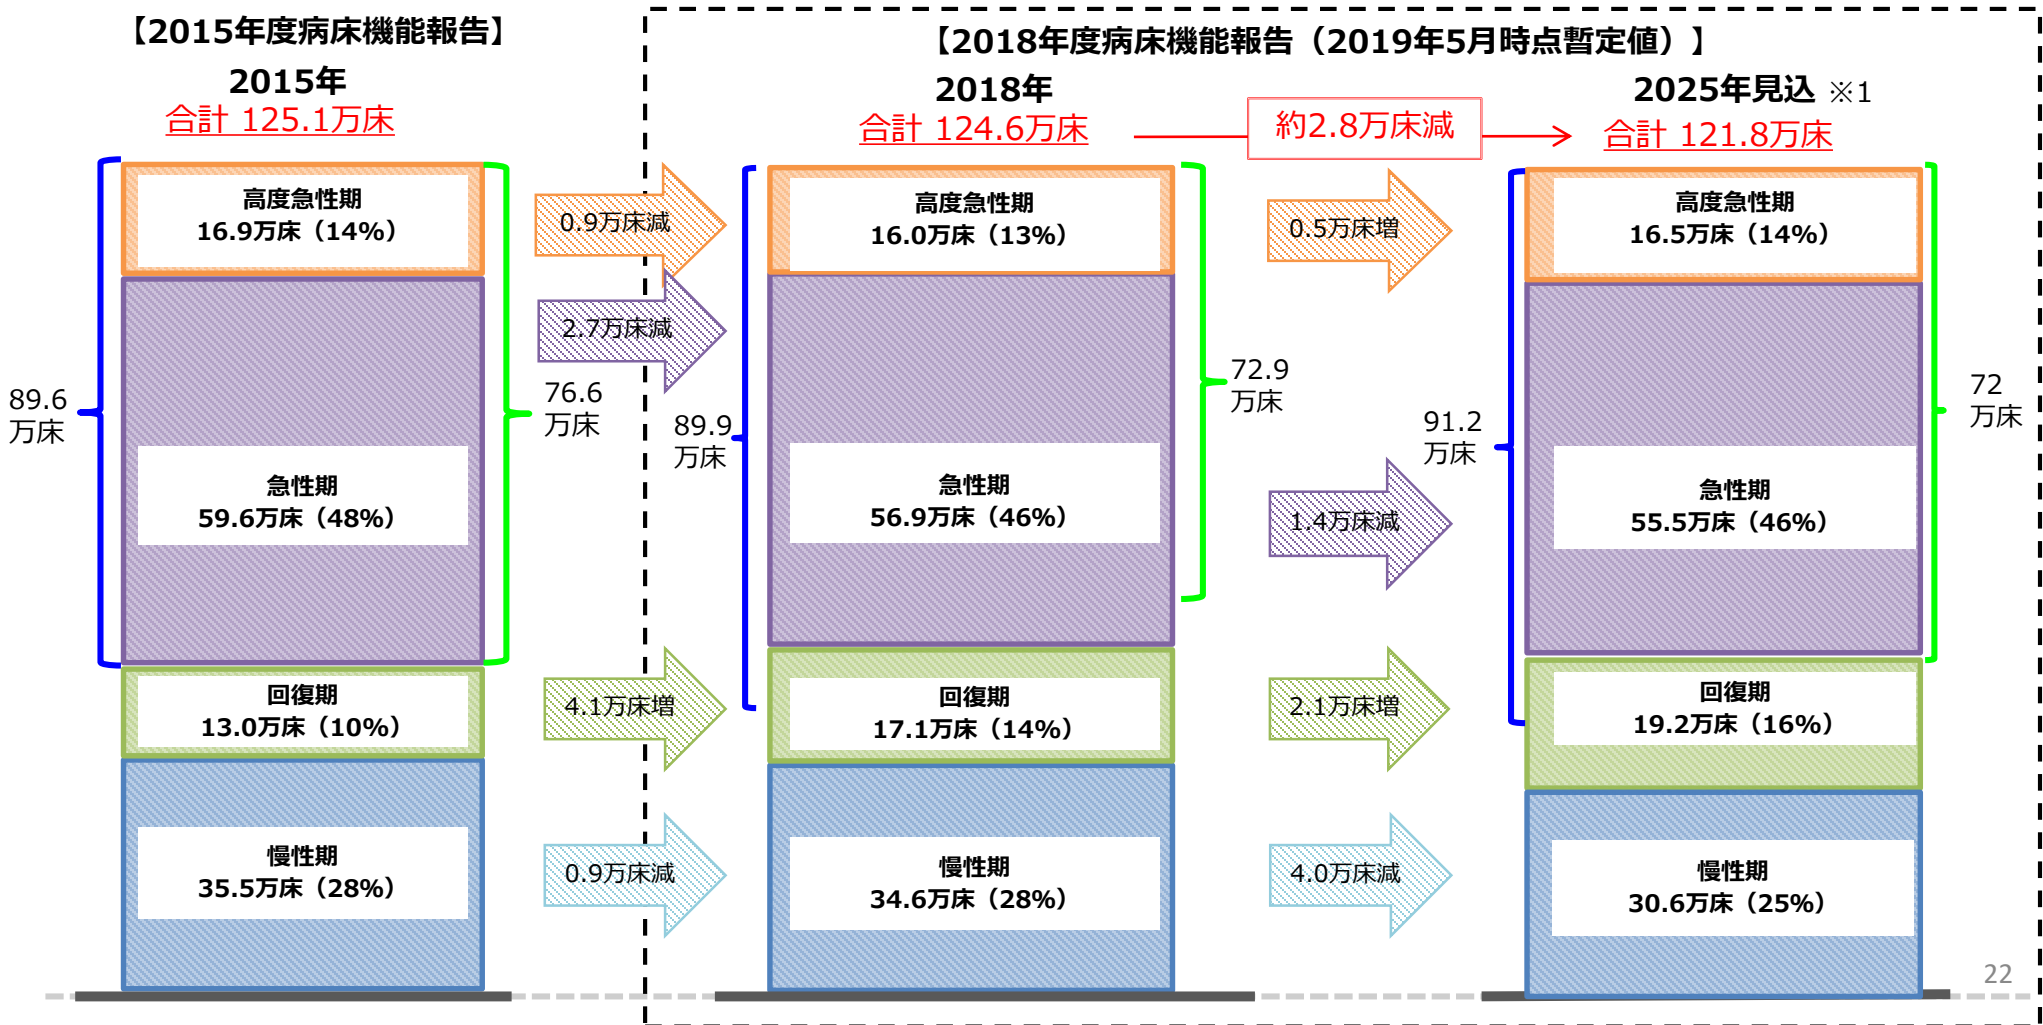 【2015年度病床機能報告】
2015年
合計 125.1万床
高度急性期
16.9万床（14%）
急性期
59.6万床（48%）
回復期
13.0万床（10%）
慢性期
35.5万床（28%）
89.6
万床
76.6
万床
0.9万床減
2.7万床減
4.1万床増
0.9万床減
【2018年度病床機能報告（2019年5月時点暫定値）】
2018年
合計 124.6万床
高度急性期
16.0万床（13%）
急性期
56.9万床（46%）
回復期
17.1万床（14%）
慢性期
34.6万床（28%）
89.9
万床
72.9
万床
約2.8万床減
0.5万床増
1.4万床減
2.1万床増
4.0万床減
2025年見込 ※1
合計 121.8万床
高度急性期
16.5万床（14%）
急性期
55.5万床（46%）
回復期
19.2万床（16%）
慢性期
30.6万床（25%）
91.2
万床
72
万床
22